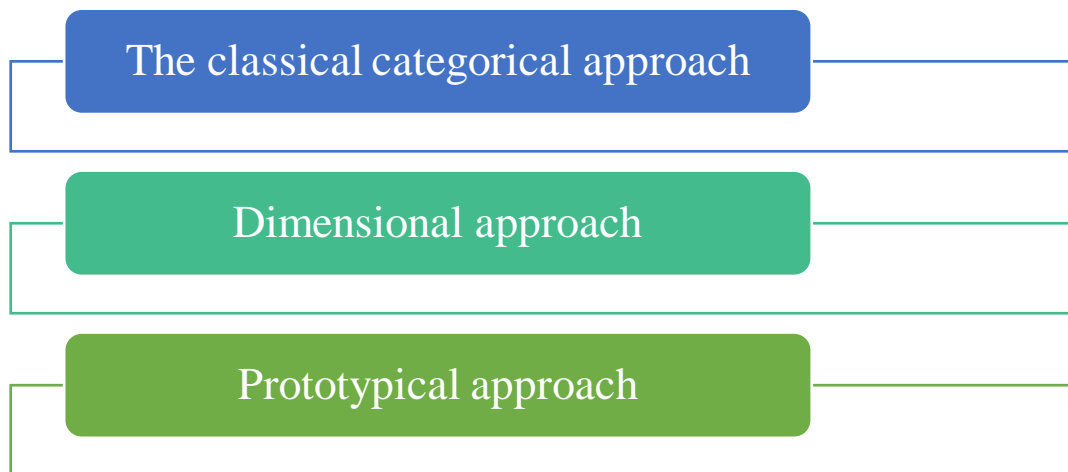 The classical categorical approach
Dimensional approach
Prototypical approach